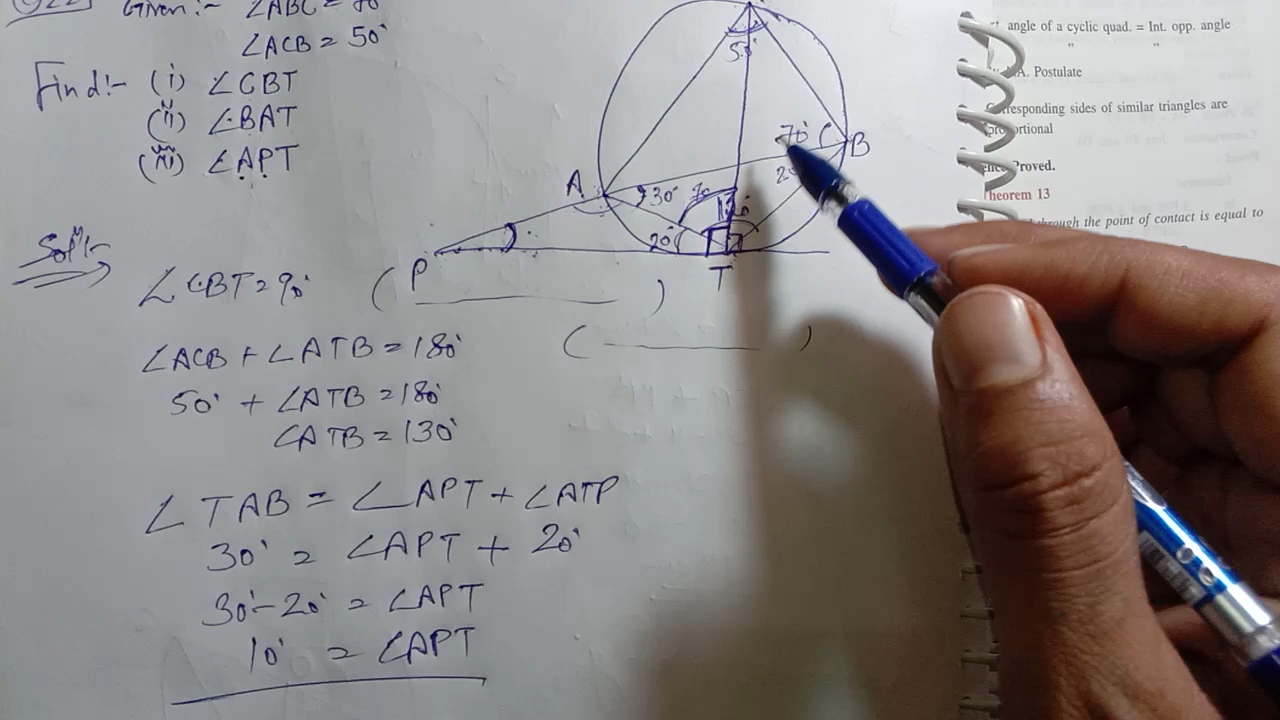 Given:- ∠ABC = 70°
∠ACB = 50°
Find:- (i) ∠CBT
(ii) ∠BAT
(iii) ∠APT
Solⁿ:-
∠CBT = 90° ( )
∠ACB + ∠ATB = 180° ( )
50° + ∠ATB = 180°
∠ATB = 130°
∠TAB = ∠APT + ∠ATP
30° = ∠APT + 20°
30° - 20° = ∠APT
10° = ∠APT
50°
70°
B
A
30°
20°
P
T
angle of a cyclic quad. = Int. opp. angle
" "
A. Postulate
Corresponding sides of similar triangles are
Proved.
heorem 13
through the point of contact is equal to